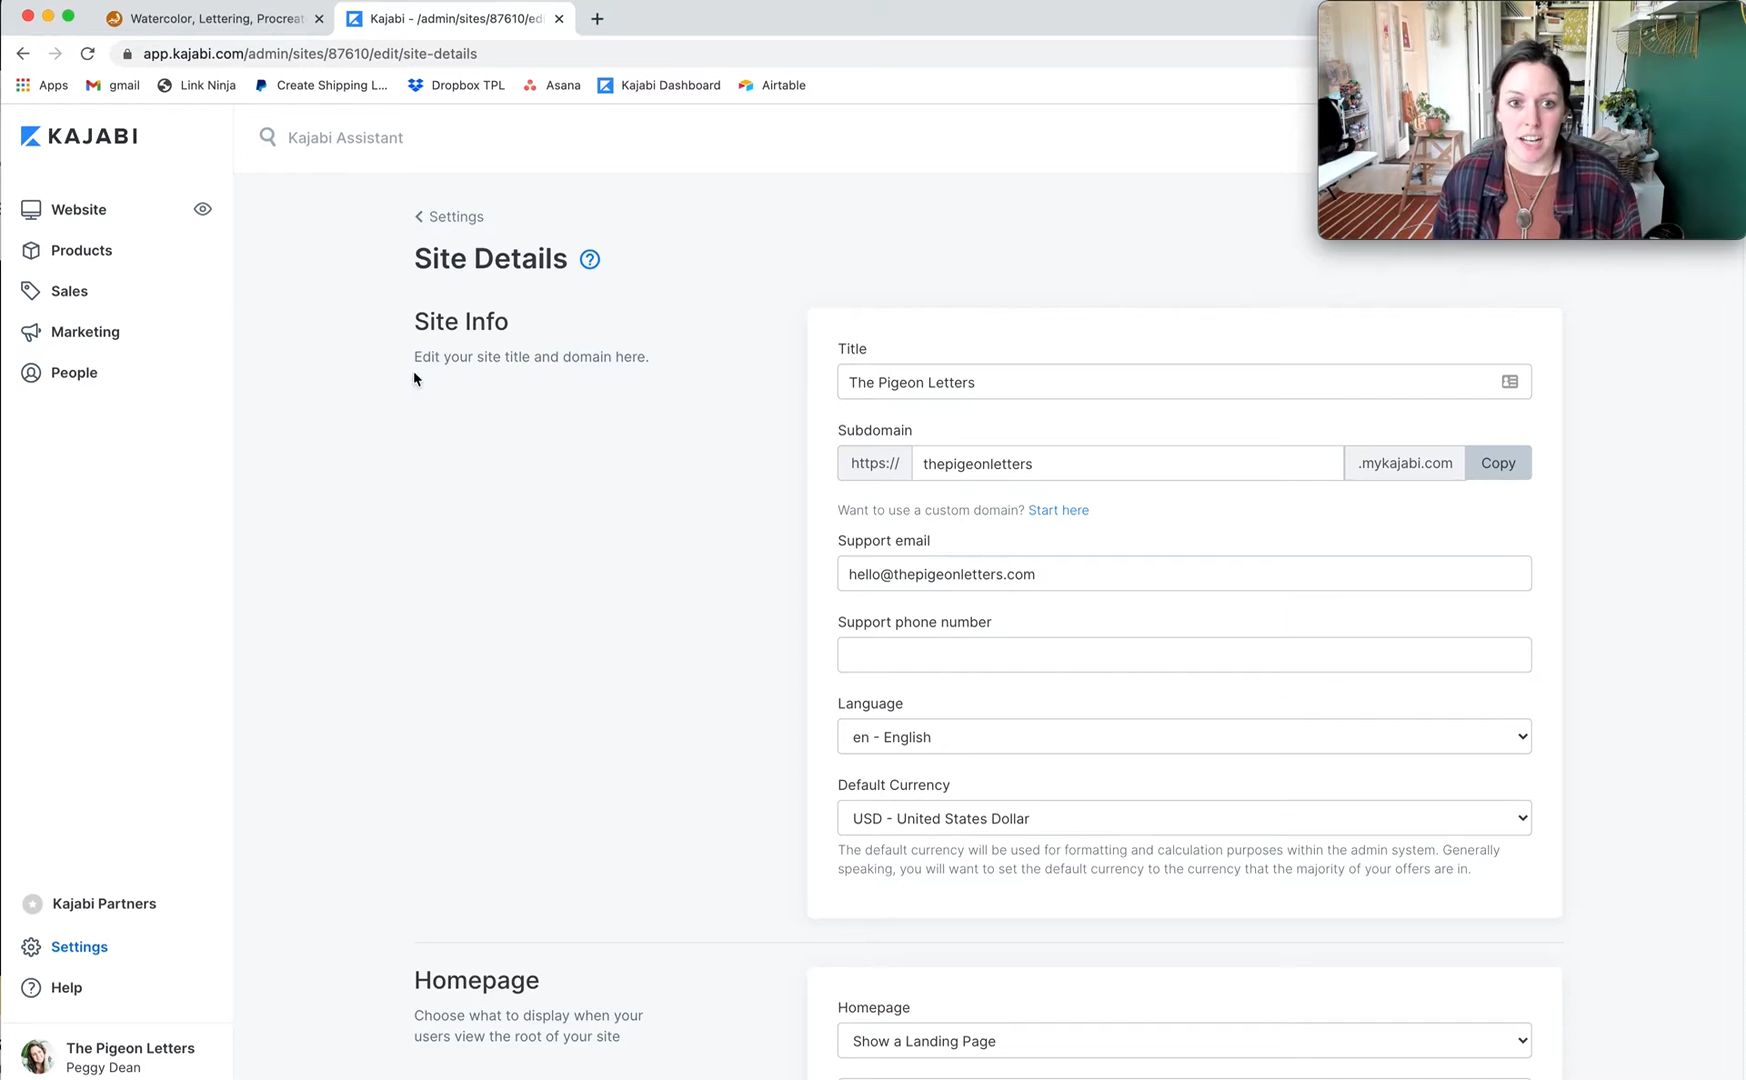 Watercolor, Lettering, Procreat
Kajabi - /admin/sites/87610/edi
app.kajabi.com/admin/sites/87610/edit/site-details
Apps
gmail
Link Ninja
Create Shipping L...
Dropbox TPL
Asana
Kajabi Dashboard
Airtable
KAJABI
Kajabi Assistant
Website
Products
Sales
Marketing
People
Kajabi Partners
Settings
Help
The Pigeon Letters
Peggy Dean
Settings
Site Details
Site Info
Edit your site title and domain here.
Title
The Pigeon Letters
Subdomain
https:// thepigeonletters .mykajabi.com Copy
Want to use a custom domain? Start here
Support email
hello@thepigeonletters.com
Support phone number
Language
en - English
Default Currency
USD - United States Dollar
The default currency will be used for formatting and calculation purposes within the admin system. Generally
speaking, you will want to set the default currency to the currency that the majority of your offers are in.
Homepage
Choose what to display when your
users view the root of your site
Homepage
Show a Landing Page